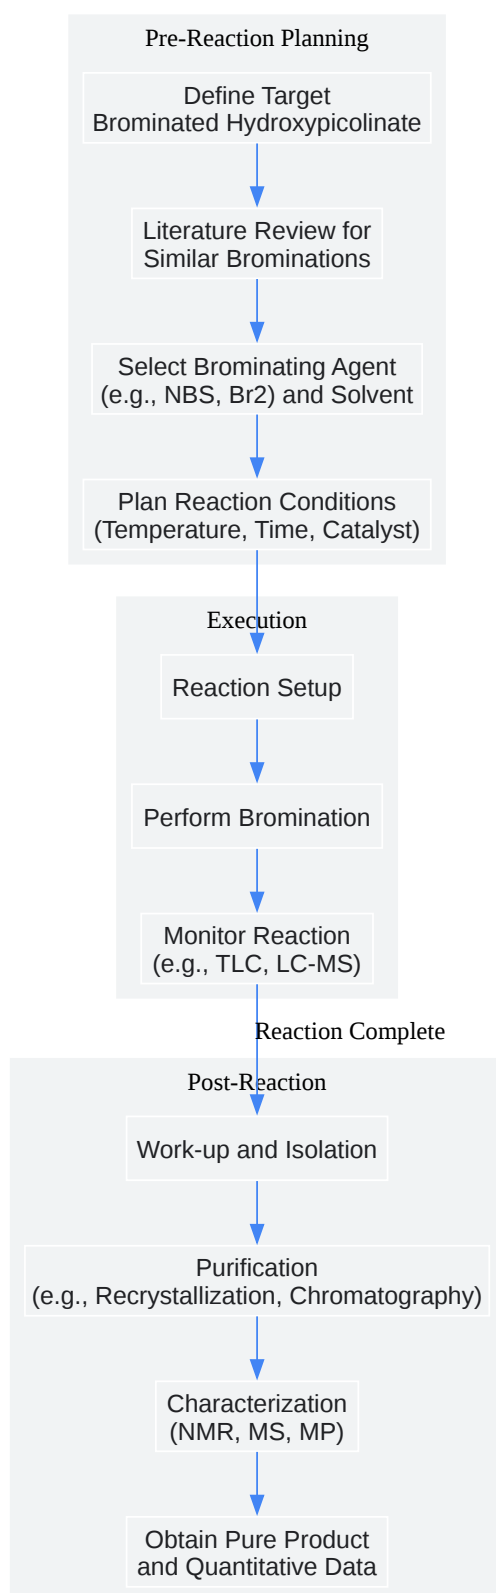 Pre-Reaction Planning
Define Target
Brominated Hydroxypicolinate
Literature Review for
Similar Brominations
Select Brominating Agent
(e.g., NBS, Br2) and Solvent
Plan Reaction Conditions
(Temperature, Time, Catalyst)
Execution
Reaction Setup
Perform Bromination
Monitor Reaction
(e.g., TLC, LC-MS)
Reaction Complete
Post-Reaction
Work-up and Isolation
Purification
(e.g., Recrystallization, Chromatography)
Characterization
(NMR, MS, MP)
Obtain Pure Product
and Quantitative Data